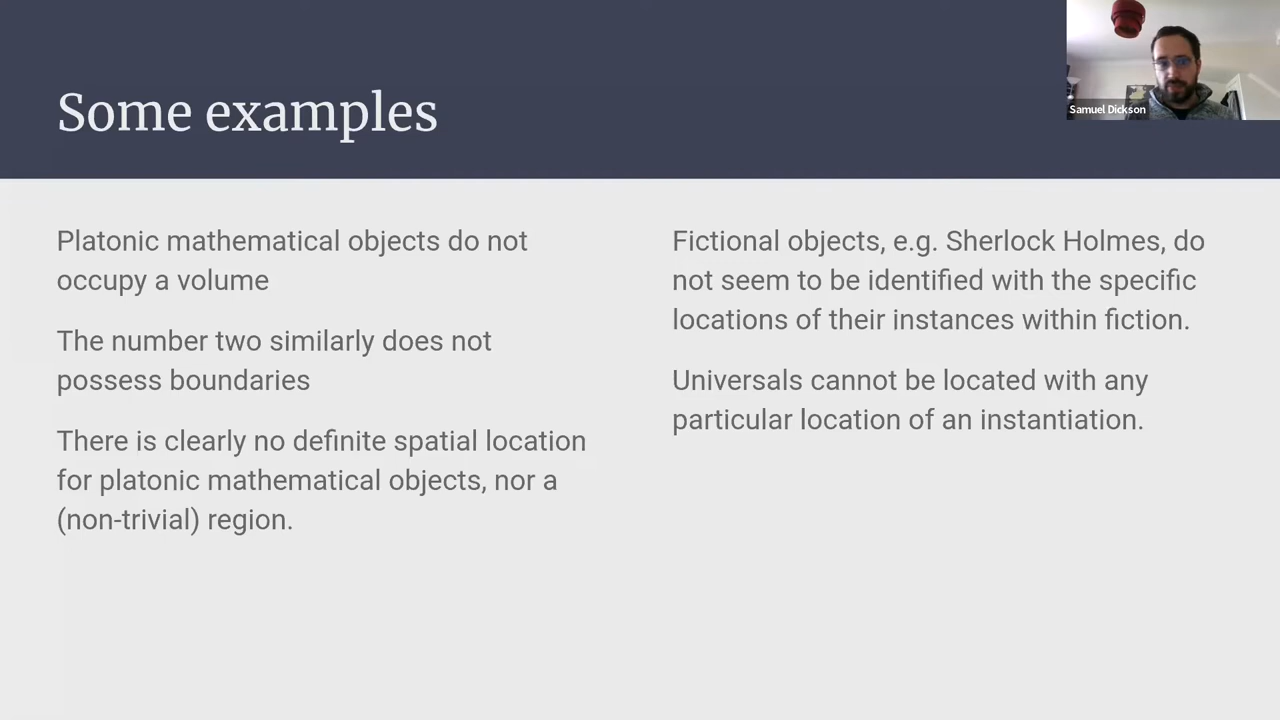 Some examples
Samuel Dickson
Platonic mathematical objects do not
occupy a volume
The number two similarly does not
possess boundaries
There is clearly no definite spatial location
for platonic mathematical objects, nor a
(non-trivial) region.
Fictional objects, e.g. Sherlock Holmes, do
not seem to be identified with the specific
locations of their instances within fiction.
Universals cannot be located with any
particular location of an instantiation.